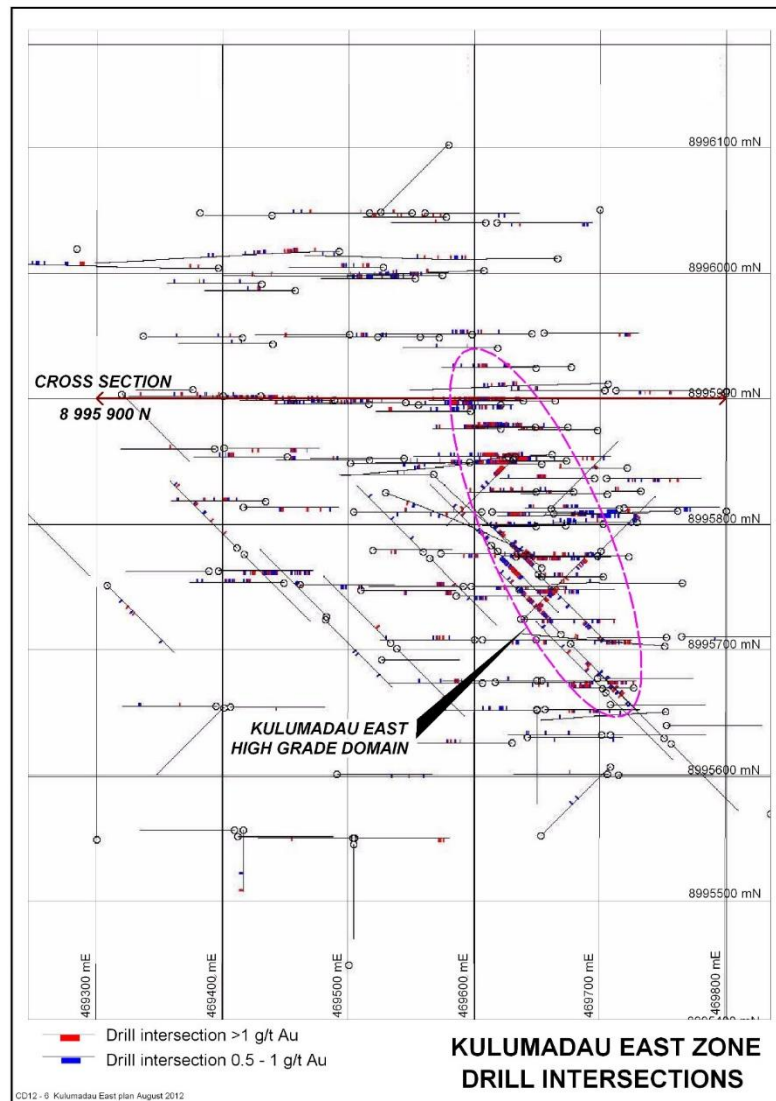 8996100 mN
8996000 mN
CROSS SECTION
8995900 mN
8 995 900 N
8995800 mN
8995700 mN
KULUMADAU EAST
HIGH GRADE DOMAIN
8995600 mN
8995500 mN
8995400 mN
469300 mE
469400 mE
469500 mE
469600 mE
469700 mE
469800 mE
Drill intersection >1 g/t Au
Drill intersection 0.5 - 1 g/t Au
KULUMADAU EAST ZONE
DRILL INTERSECTIONS
CD12 - 6 Kulumadau East plan August 2012